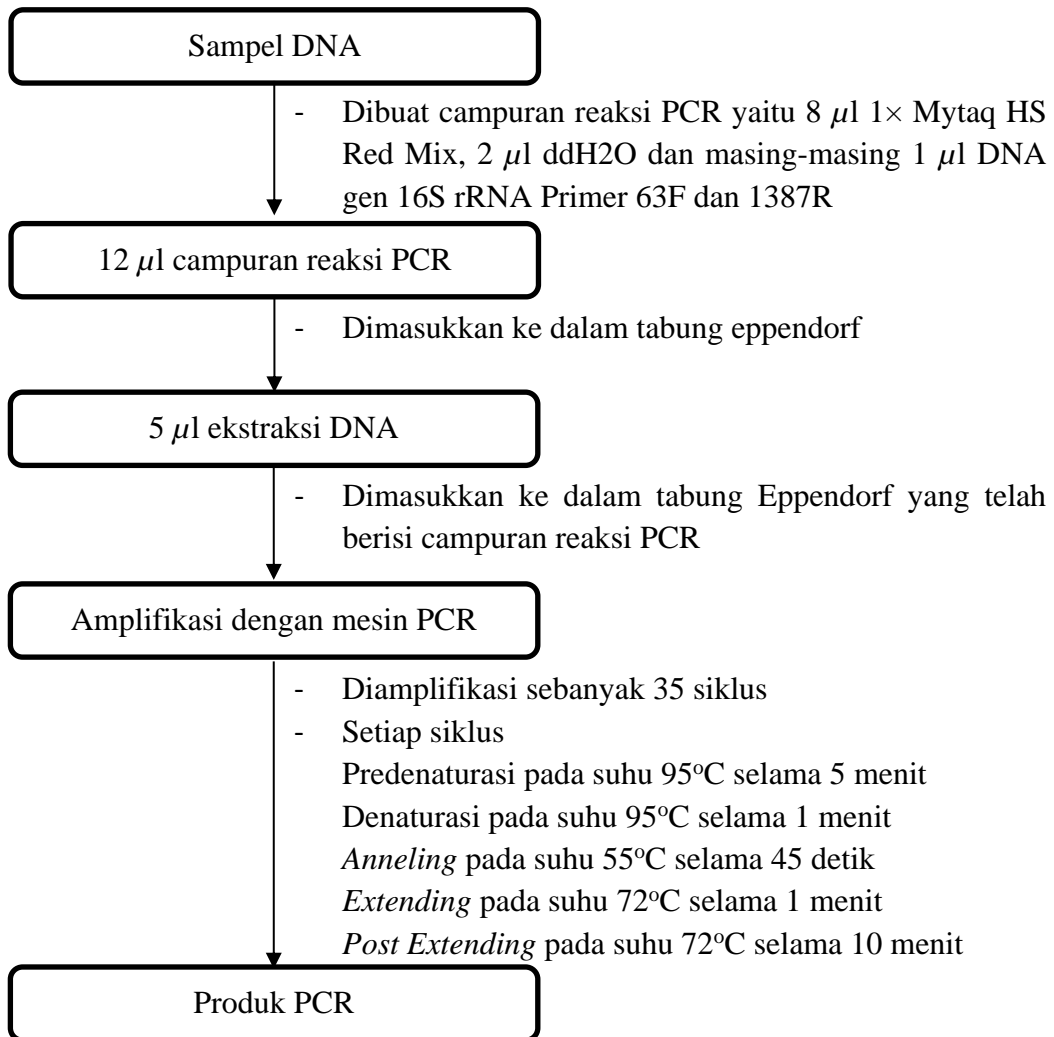 Sampel DNA
- Dibuat campuran reaksi PCR yaitu 8 µl 1× Mytaq HS
Red Mix, 2 µl ddH2O dan masing-masing 1 µl DNA
gen 16S rRNA Primer 63F dan 1387R
12 µl campuran reaksi PCR
- Dimasukkan ke dalam tabung eppendorf
5 µl ekstraksi DNA
- Dimasukkan ke dalam tabung Eppendorf yang telah
berisi campuran reaksi PCR
Amplifikasi dengan mesin PCR
- Diamplifikasi sebanyak 35 siklus
- Setiap siklus
Predenaturasi pada suhu 95°C selama 5 menit
Denaturasi pada suhu 95°C selama 1 menit
Anneling pada suhu 55°C selama 45 detik
Extending pada suhu 72°C selama 1 menit
Post Extending pada suhu 72°C selama 10 menit
Produk PCR